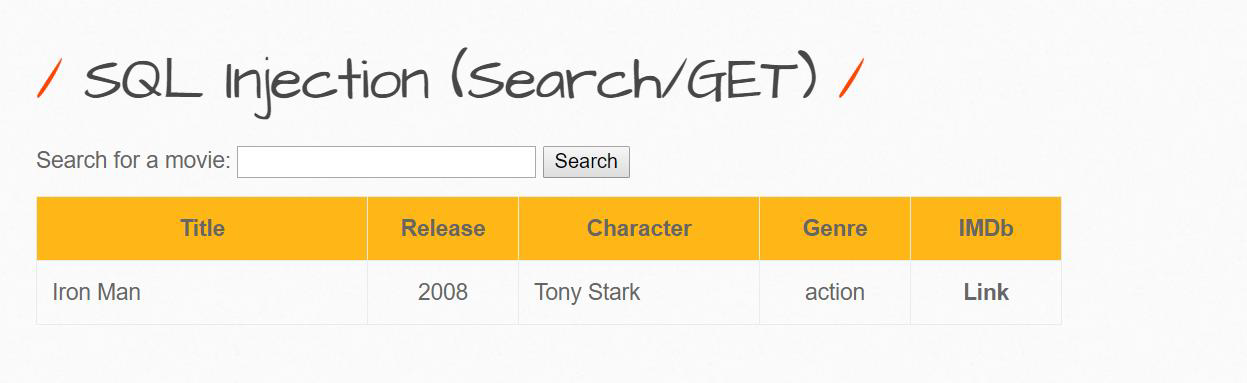 / SQL Injection (Search/GET) /
Search for a movie: Search
Title Release Character Genre IMDb
Iron Man 2008 Tony Stark action Link